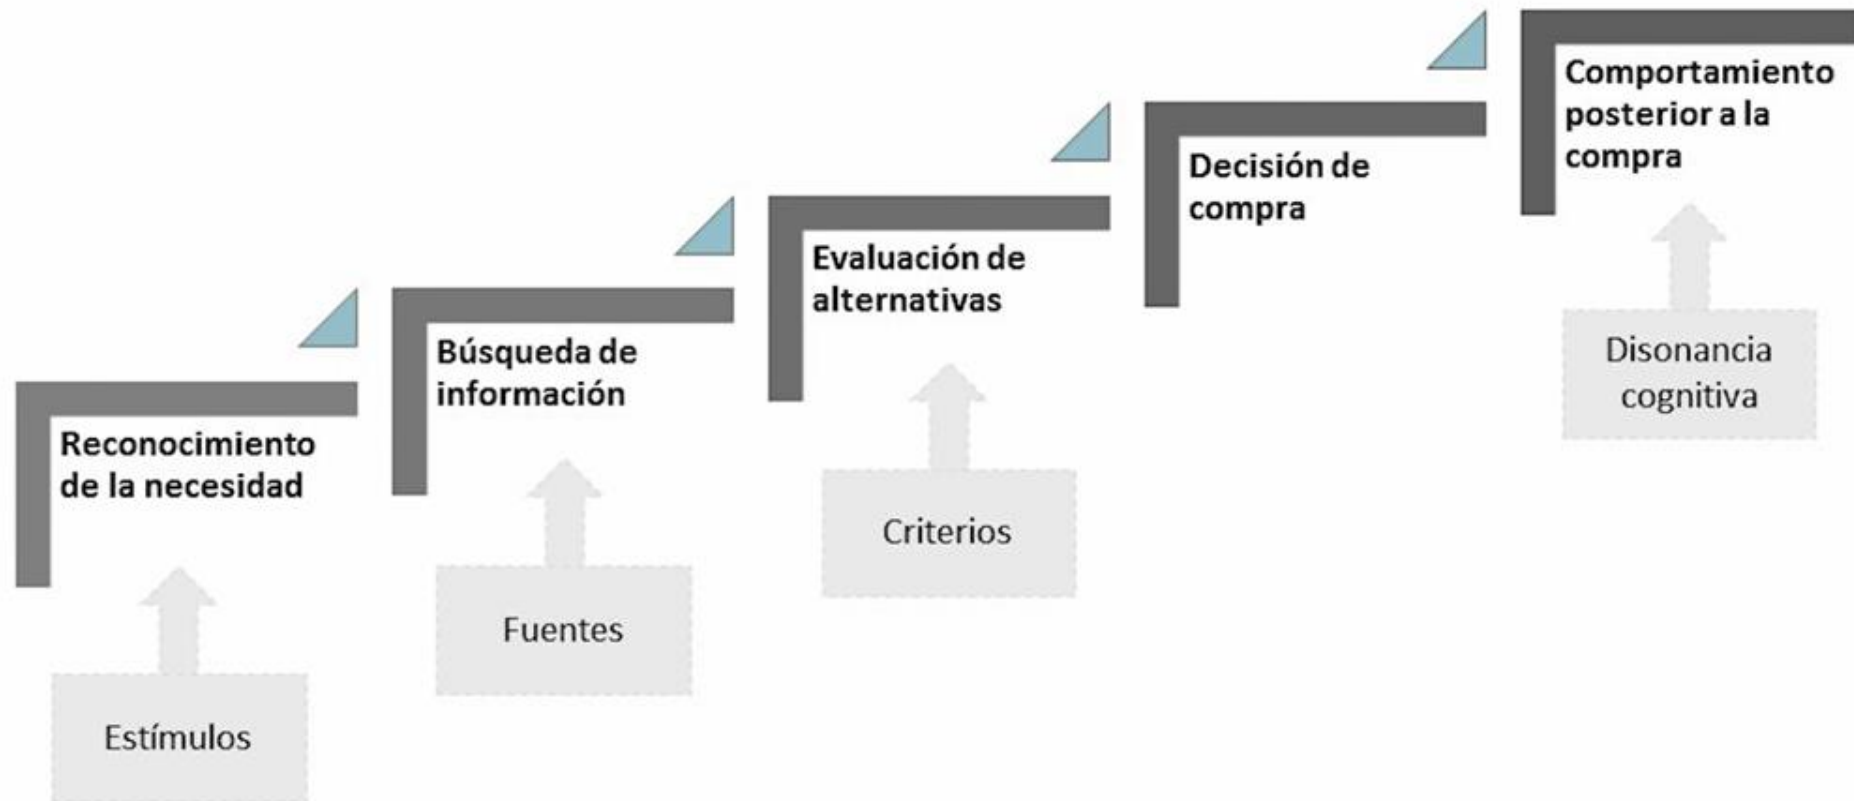 Reconocimiento
de la necesidad
Estímulos
Búsqueda de
información
Fuentes
Evaluación de
alternativas
Criterios
Decisión de
compra
Comportamiento
posterior a la
compra
Disonancia
cognitiva